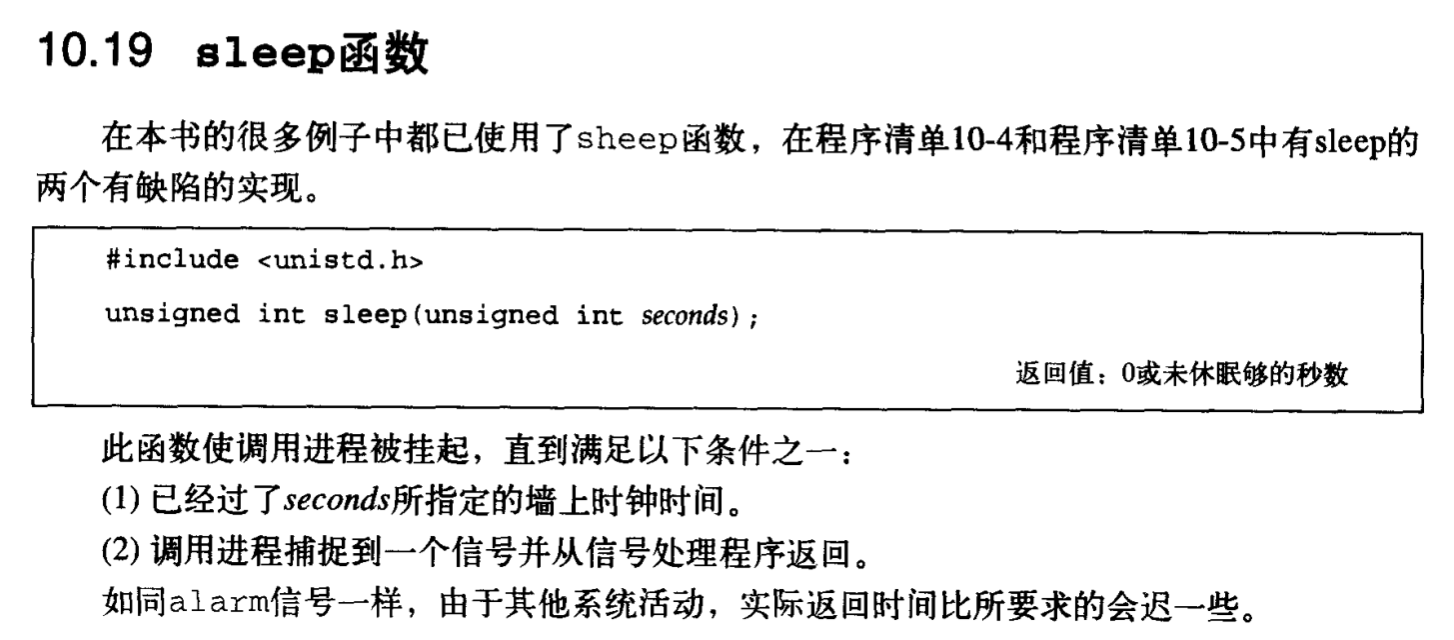 10.19 sleep函数
在本书的很多例子中都已使用了sheep函数，在程序清单10-4和程序清单10-5中有sleep的
两个有缺陷的实现。
#include <unistd.h>
unsigned int sleep(unsigned int seconds);
返回值：0或未休眠够的秒数
此函数使调用进程被挂起，直到满足以下条件之一：
(1) 已经过了seconds所指定的墙上时钟时间。
(2) 调用进程捕捉到一个信号并从信号处理程序返回。
如同alarm信号一样，由于其他系统活动，实际返回时间比所要求的会迟一些。